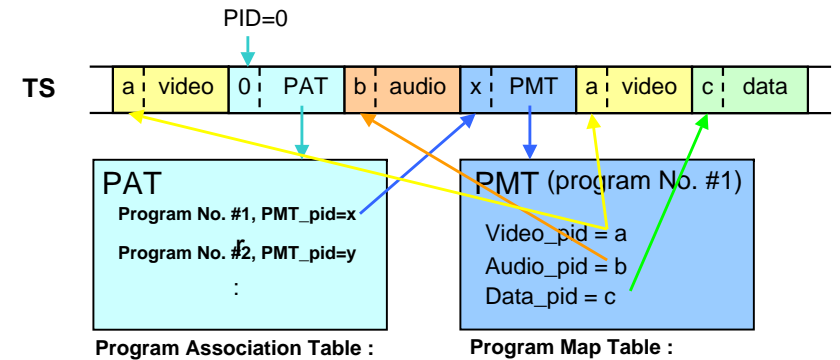 PID=0
TS a video 0 PAT b audio x PMT a video c data
PAT
Program No. #1, PMT_pid=x
r
Program No. #2, PMT_pid=y
:
PMT (program No. #1)
Video_pid = a
Audio_pid = b
Data_pid = c
Program Association Table :
Program Map Table :